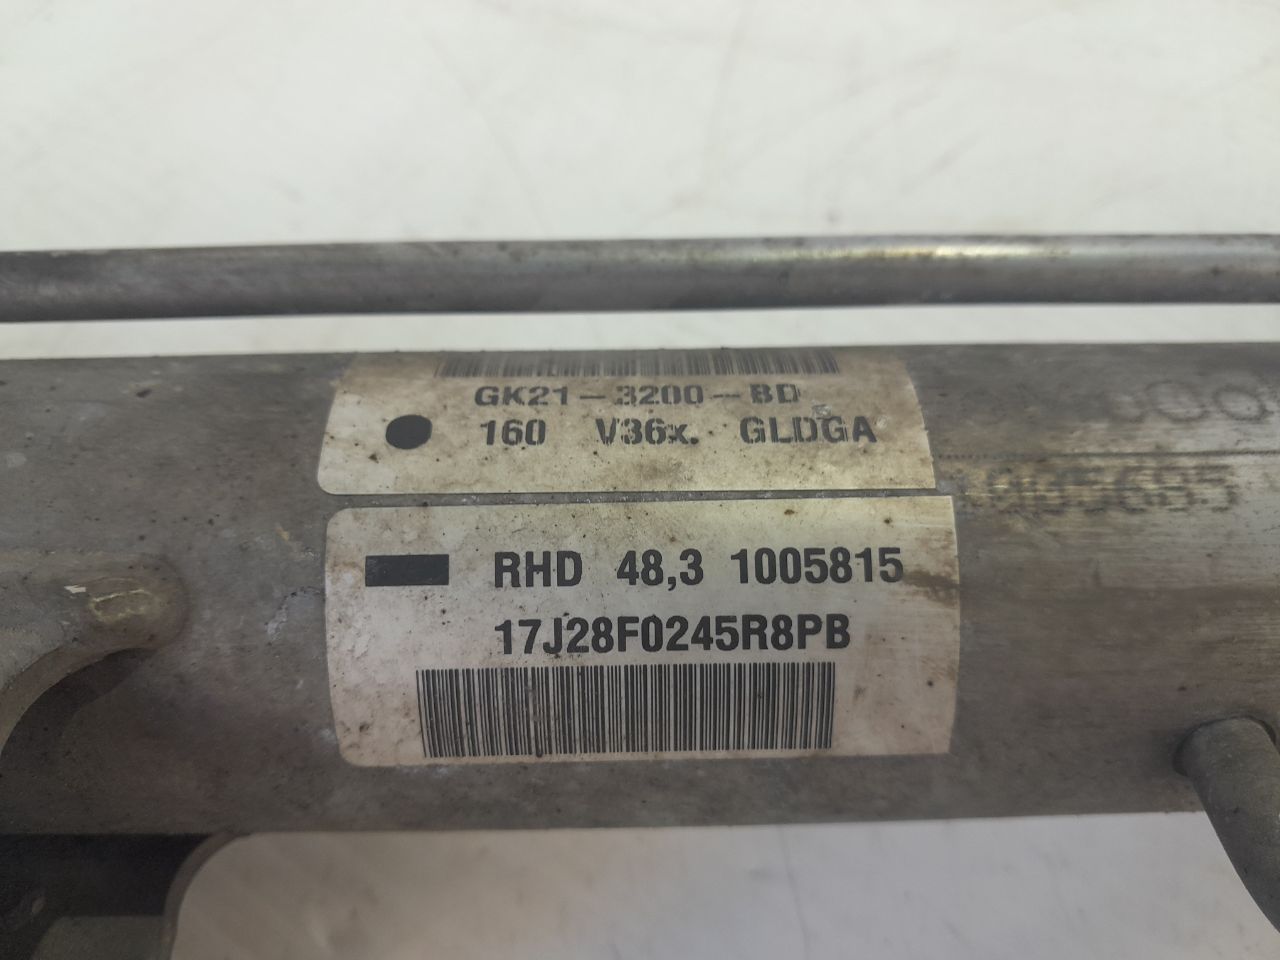 GK21-3200-BD
160 V36x. GLDGA
RHD 48,3 1005815
17J28F0245R8PB